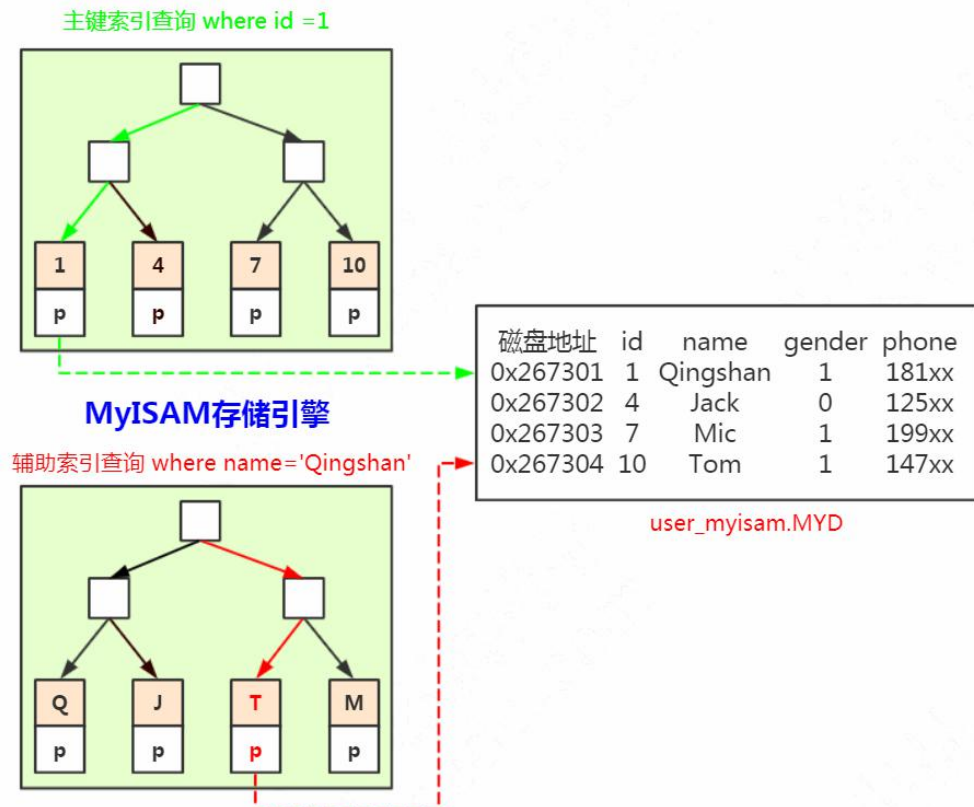 主键索引查询 where id =1
1 4 7 10
p p p p
磁盘地址 id name gender phone
0x267301 1 Qingshan 1 181xx
0x267302 4 Jack 0 125xx
0x267303 7 Mic 1 199xx
0x267304 10 Tom 1 147xx
user_myisam.MYD
MyISAM存储引擎
辅助索引查询 where name='Qingshan'
Q J T M
p p p p